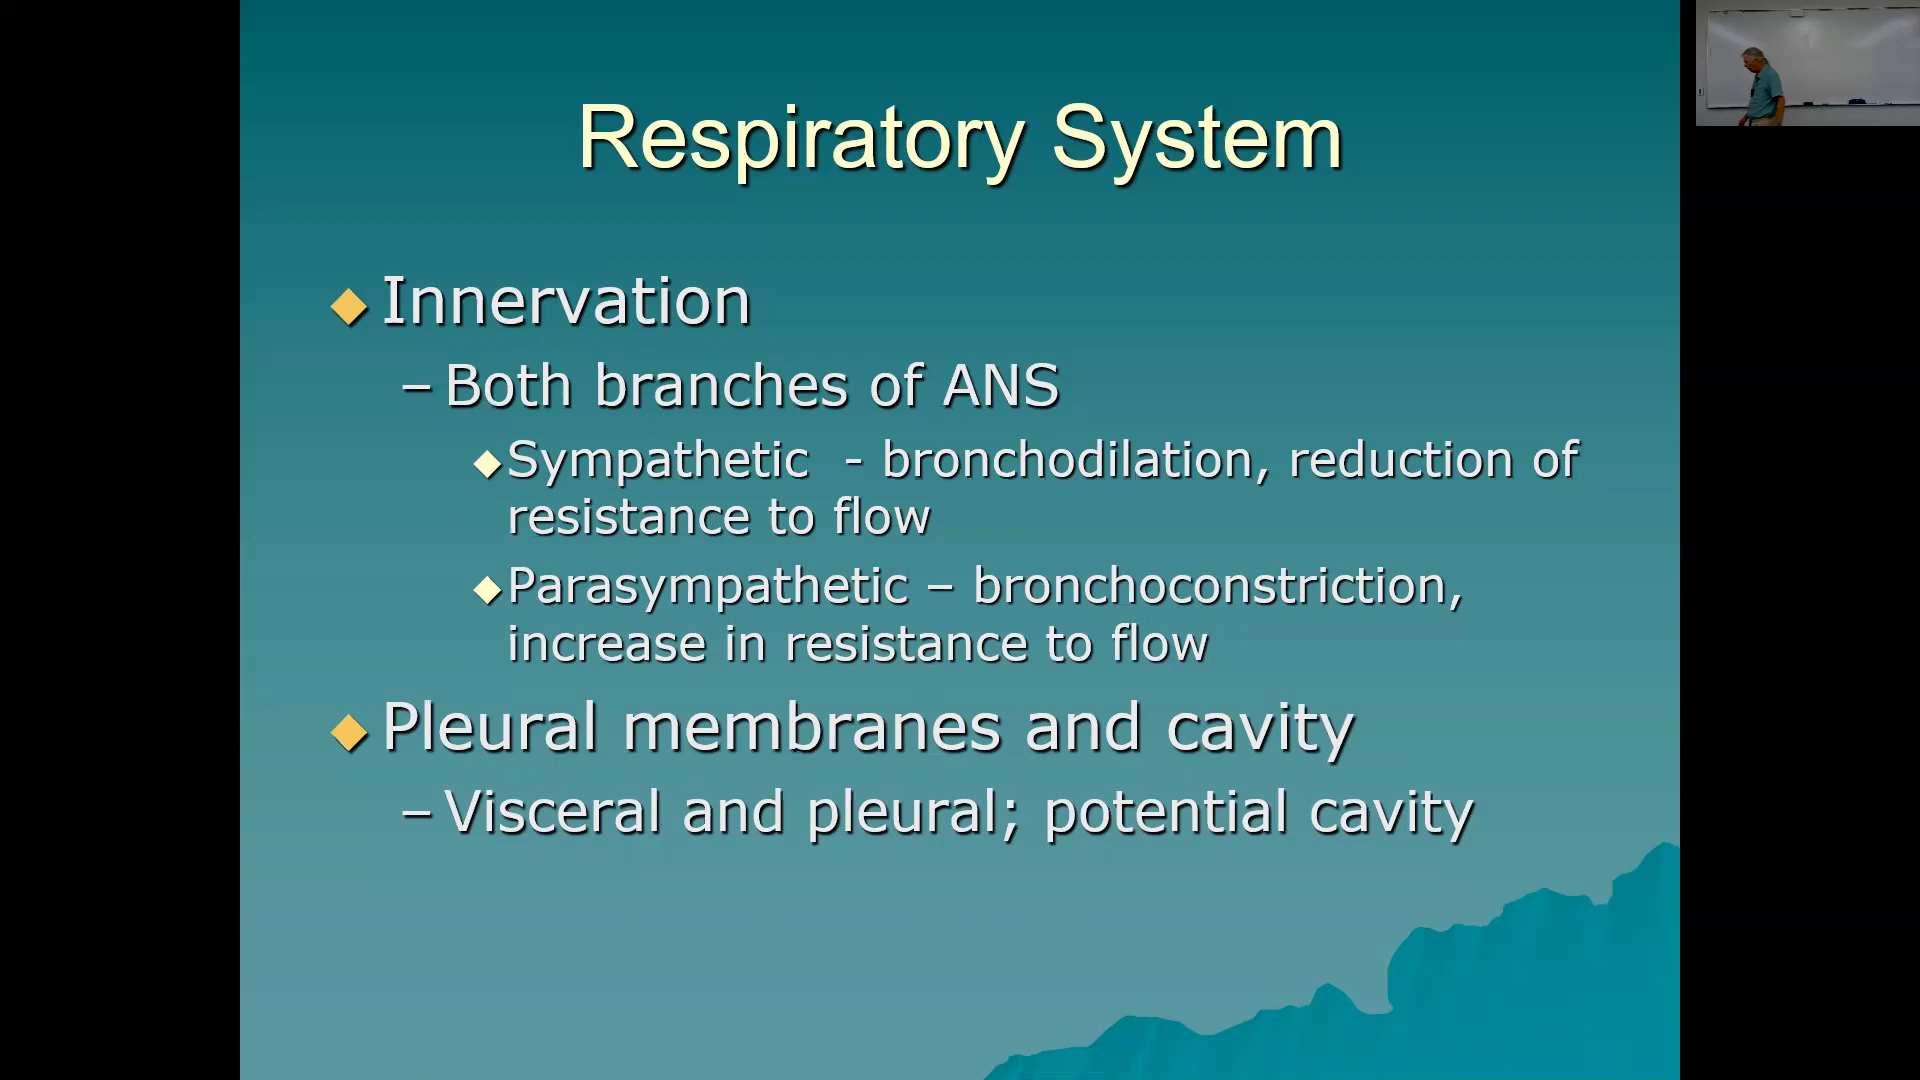 Respiratory System
Innervation
– Both branches of ANS
Sympathetic - bronchodilation, reduction of
resistance to flow
Parasympathetic – bronchoconstriction,
increase in resistance to flow
Pleural membranes and cavity
– Visceral and pleural; potential cavity